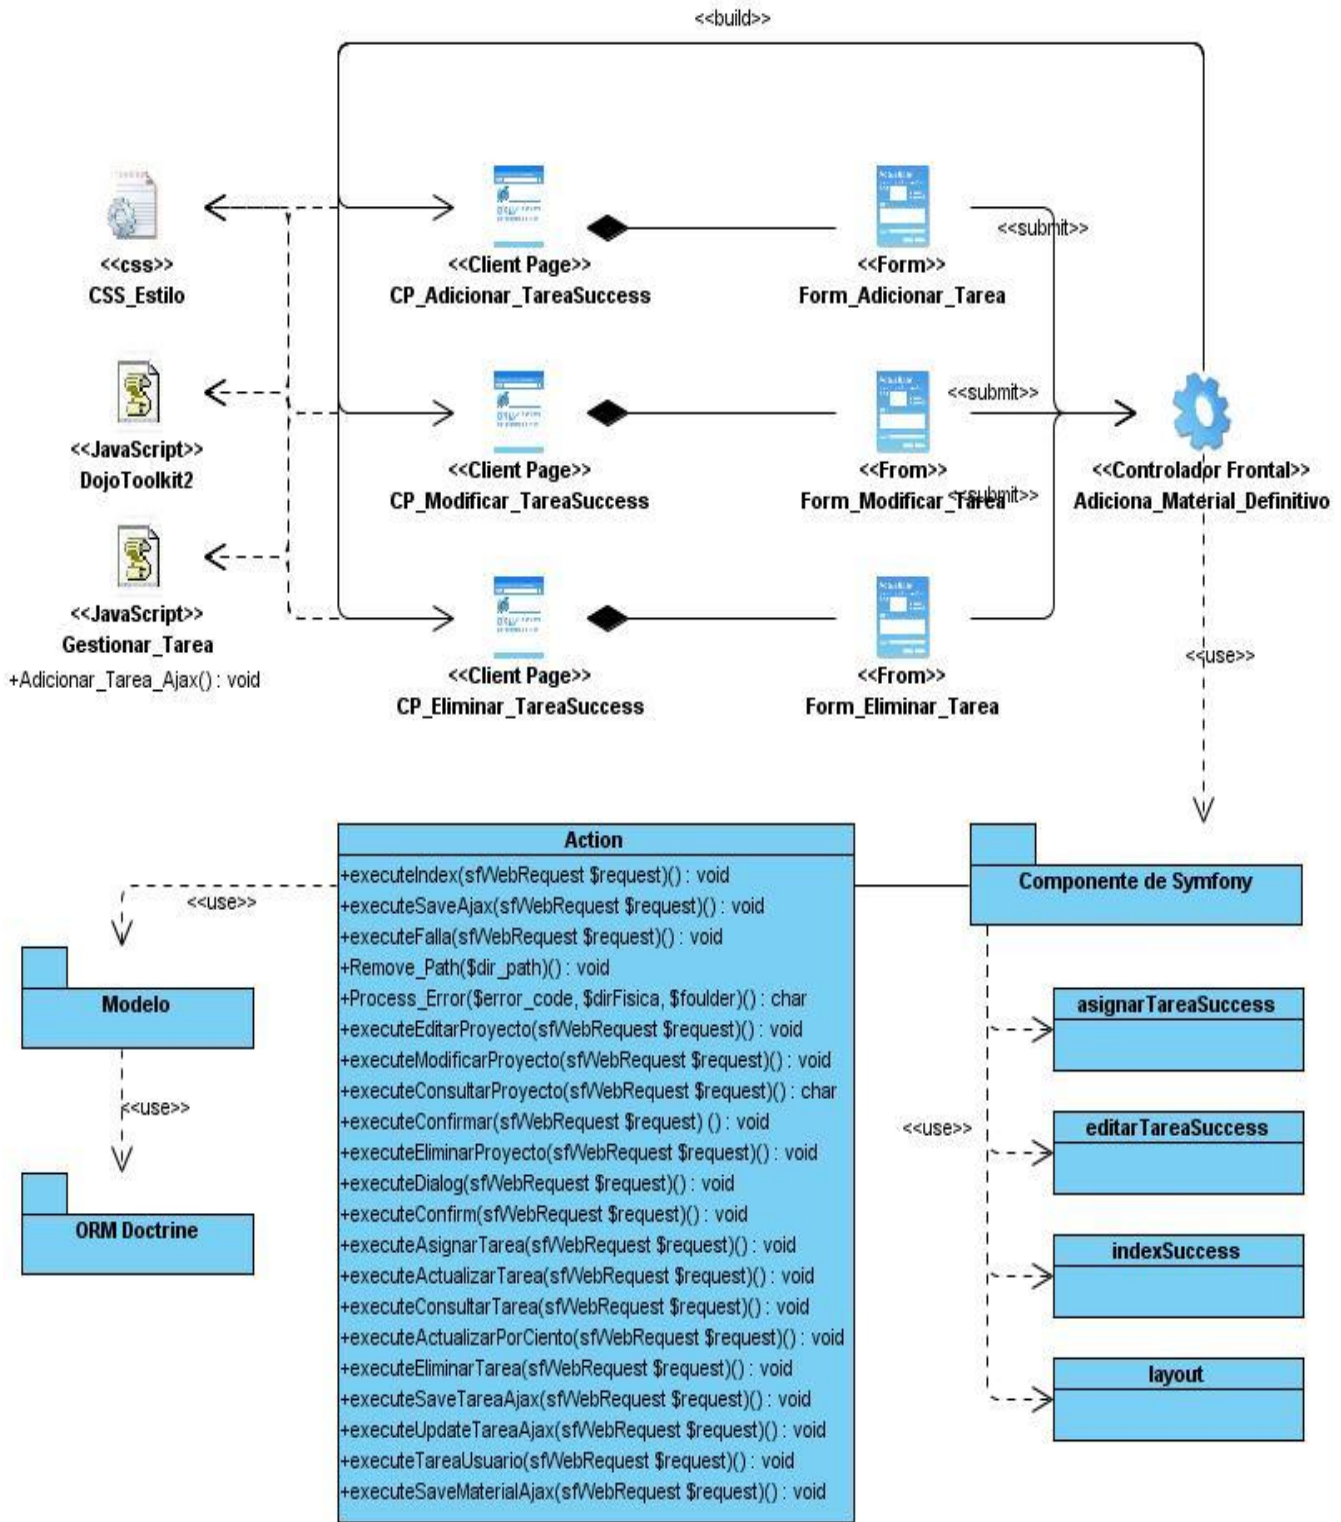 <<build>>
<<css>>
CSS_Estilo
<<Client Page>>
CP_Adicionar_TareaSuccess
<<Form>>
Form_Adicionar_Tarea
<<submit>>
<<JavaScript>>
DojoToolkit2
<<Client Page>>
CP_Modificar_TareaSuccess
<<submit>>
<<From>>
Form_Modificar_Tarea
<<submit>>
<<Controlador Frontal>>
Adiciona_Material_Definitivo
<<JavaScript>>
Gestionar_Tarea
+Adicionar_Tarea_Ajax() : void
<<Client Page>>
CP_Eliminar_TareaSuccess
<<From>>
Form_Eliminar_Tarea
<<use>>
Action
+executeIndex(sfWebRequest $request)() : void
+executeSaveAjax(sfWebRequest $request)() : void
+executeFalla(sfWebRequest $request)() : void
+Remove_Path($dir_path)() : void
+Process_Error($error_code, $dirFisica, $foulder)() : char
+executeEditarProyecto(sfWebRequest $request)() : void
+executeModificarProyecto(sfWebRequest $request)() : void
+executeConsultarProyecto(sfWebRequest $request)() : char
+executeConfirmar(sfWebRequest $request) () : void
+executeEliminarProyecto(sfWebRequest $request)() : void
+executeDialog(sfWebRequest $request)() : void
+executeConfirm(sfWebRequest $request)() : void
+executeAsignarTarea(sfWebRequest $request)() : void
+executeActualizarTarea(sfWebRequest $request)() : void
+executeConsultarTarea(sfWebRequest $request)() : void
+executeActualizarPorCiento(sfWebRequest $request)() : void
+executeEliminarTarea(sfWebRequest $request)() : void
+executeSaveTareaAjax(sfWebRequest $request)() : void
+executeUpdateTareaAjax(sfWebRequest $request)() : void
+executeTareaUsuario(sfWebRequest $request)() : void
+executeSaveMaterialAjax(sfWebRequest $request)() : void
<<use>>
Modelo
<<use>>
ORM Doctrine
Componente de Symfony
<<use>>
asignarTareaSuccess
editarTareaSuccess
indexSuccess
layout